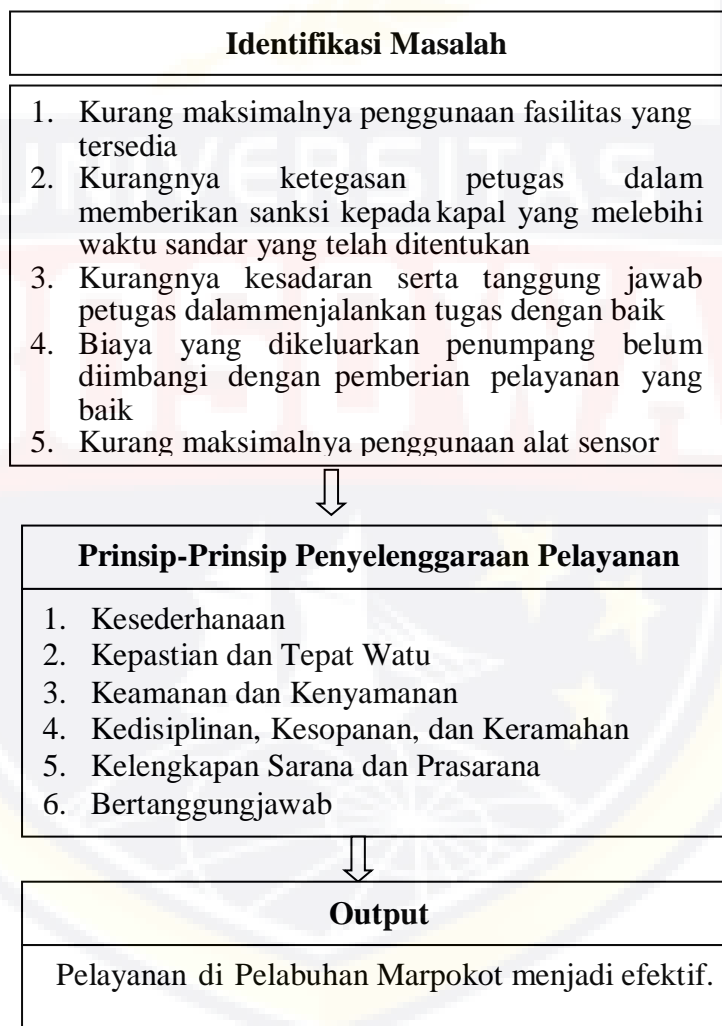 Identifikasi Masalah
1. Kurang maksimalnya penggunaan fasilitas yang
tersedia
2. Kurangnya ketegasan petugas dalam
memberikan sanksi kepada kapal yang melebihi
waktu sandar yang telah ditentukan
3. Kurangnya kesadaran serta tanggung jawab
petugas dalammenjalankan tugas dengan baik
4. Biaya yang dikeluarkan penumpang belum
diimbangi dengan pemberian pelayanan yang
baik
5. Kurang maksimalnya penggunaan alat sensor
Prinsip-Prinsip Penyelenggaraan Pelayanan
1. Kesederhanaan
2. Kepastian dan Tepat Watu
3. Keamanan dan Kenyamanan
4. Kedisiplinan, Kesopanan, dan Keramahan
5. Kelengkapan Sarana dan Prasarana
6. Bertanggungjawab
Output
Pelayanan di Pelabuhan Marpokot menjadi efektif.
UNIVERSITAS
BOSOWA